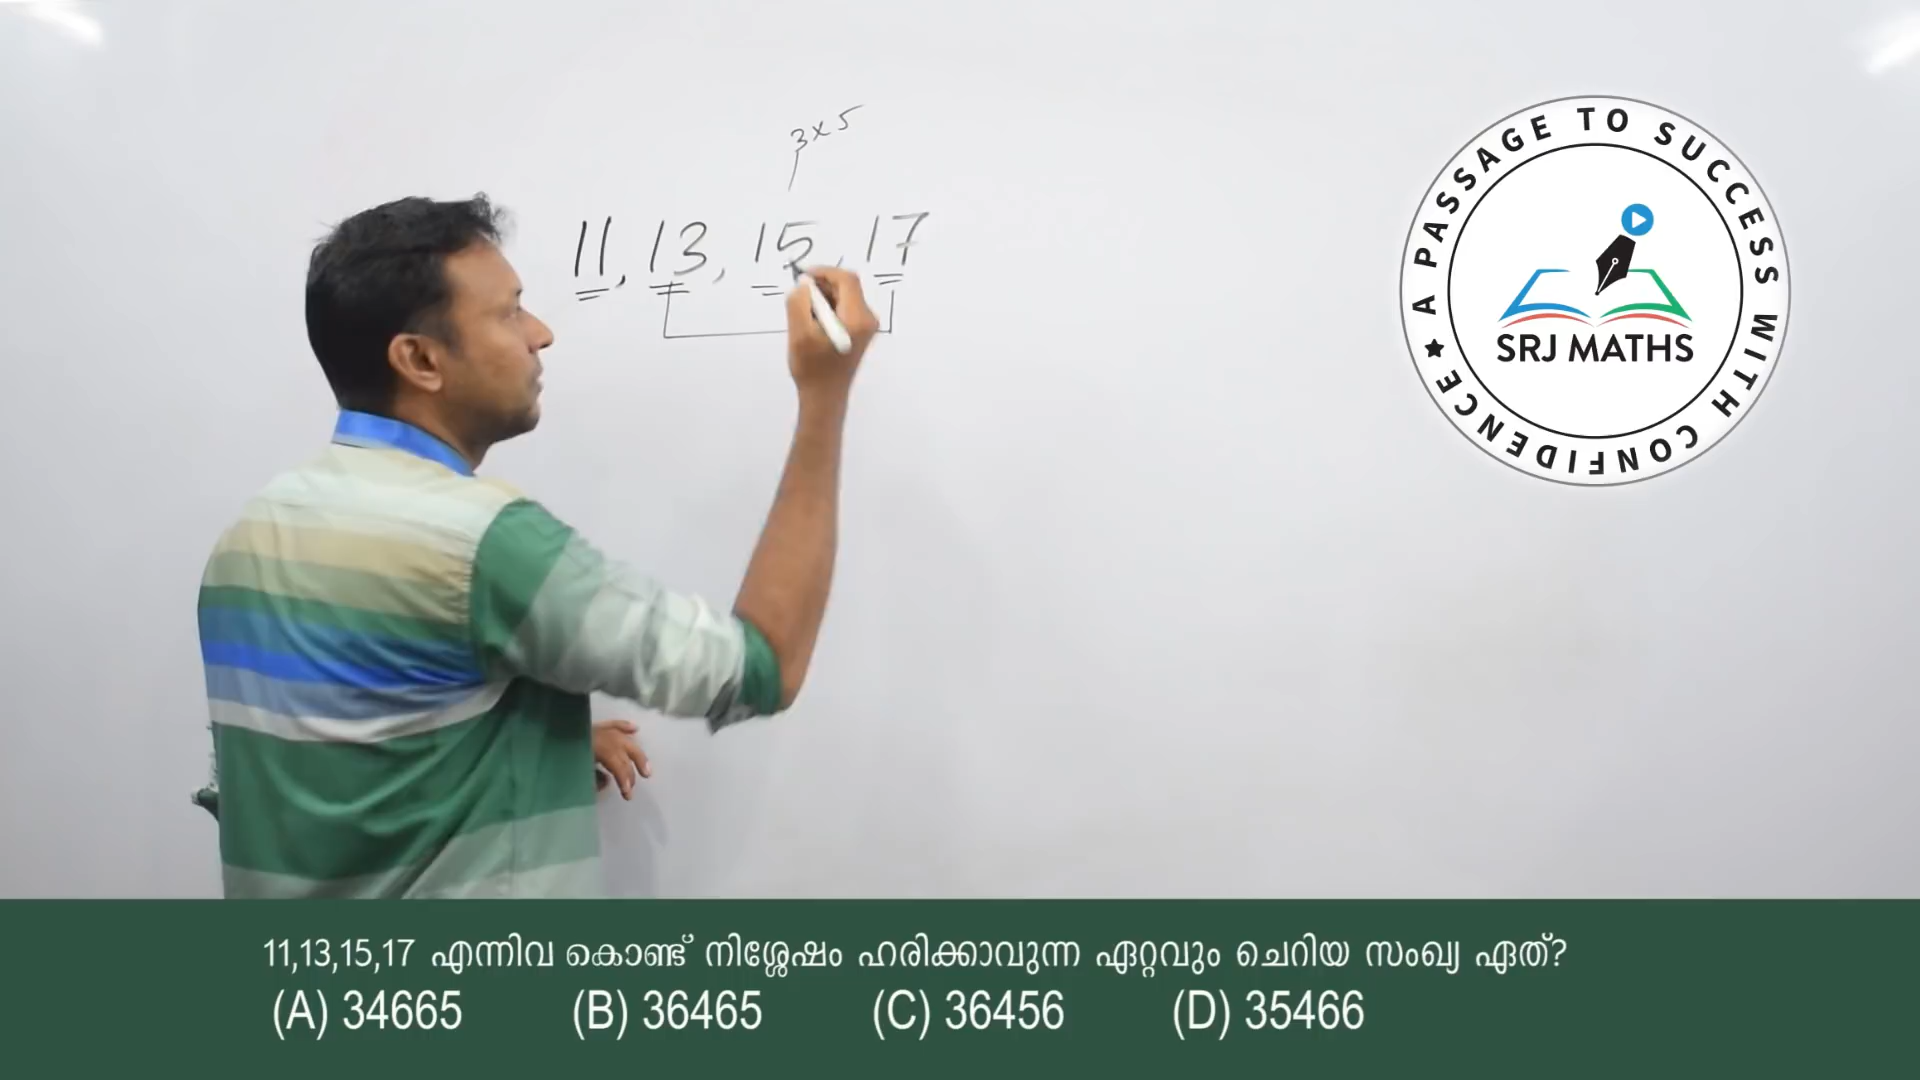 3x5
11, 13, 15, 17
A PASSAGE TO SUCCESS WITH CONFIDENCE
SRJ MATHS
11,13,15,17 എന്നിവ കൊണ്ട് നിശ്ശേഷം ഹരിക്കാവുന്ന ഏറ്റവും ചെറിയ സംഖ്യ ഏത്?
(A) 34665 (B) 36465 (C) 36456 (D) 35466